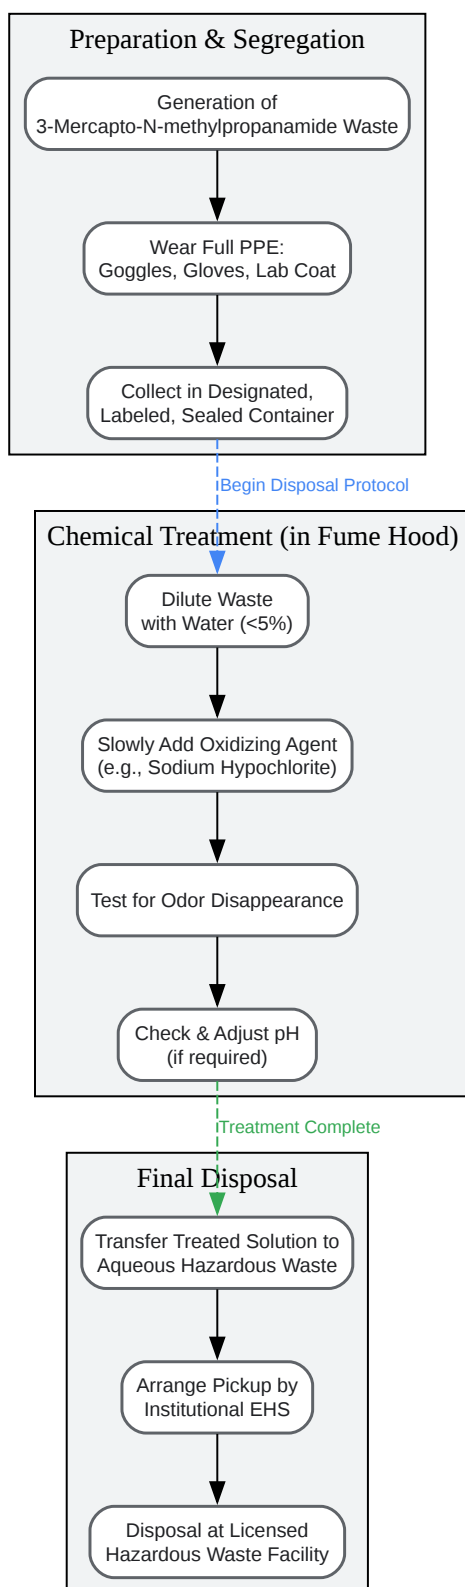 Preparation & Segregation
Generation of
3-Mercapto-N-methylpropanamide Waste
Wear Full PPE:
Goggles, Gloves, Lab Coat
Collect in Designated,
Labeled, Sealed Container
Begin Disposal Protocol
Chemical Treatment (in Fume Hood)
Dilute Waste
with Water (<5%)
Slowly Add Oxidizing Agent
(e.g., Sodium Hypochlorite)
Test for Odor Disappearance
Check & Adjust pH
(if required)
Treatment Complete
Final Disposal
Transfer Treated Solution to
Aqueous Hazardous Waste
Arrange Pickup by
Institutional EHS
Disposal at Licensed
Hazardous Waste Facility